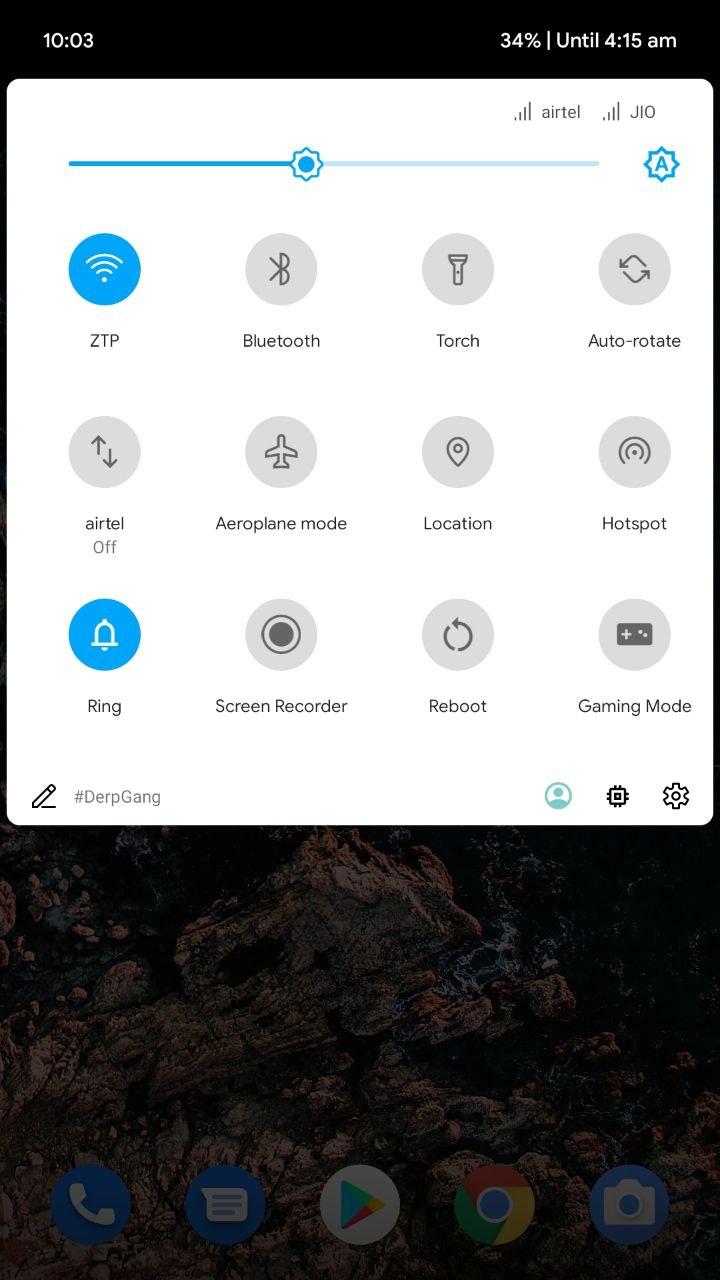 10:03 34% | Until 4:15 am
airtel JIO
A
ZTP Bluetooth Torch Auto-rotate
airtel Aeroplane mode Location Hotspot
Off
Ring Screen Recorder Reboot Gaming Mode
#DerpGang